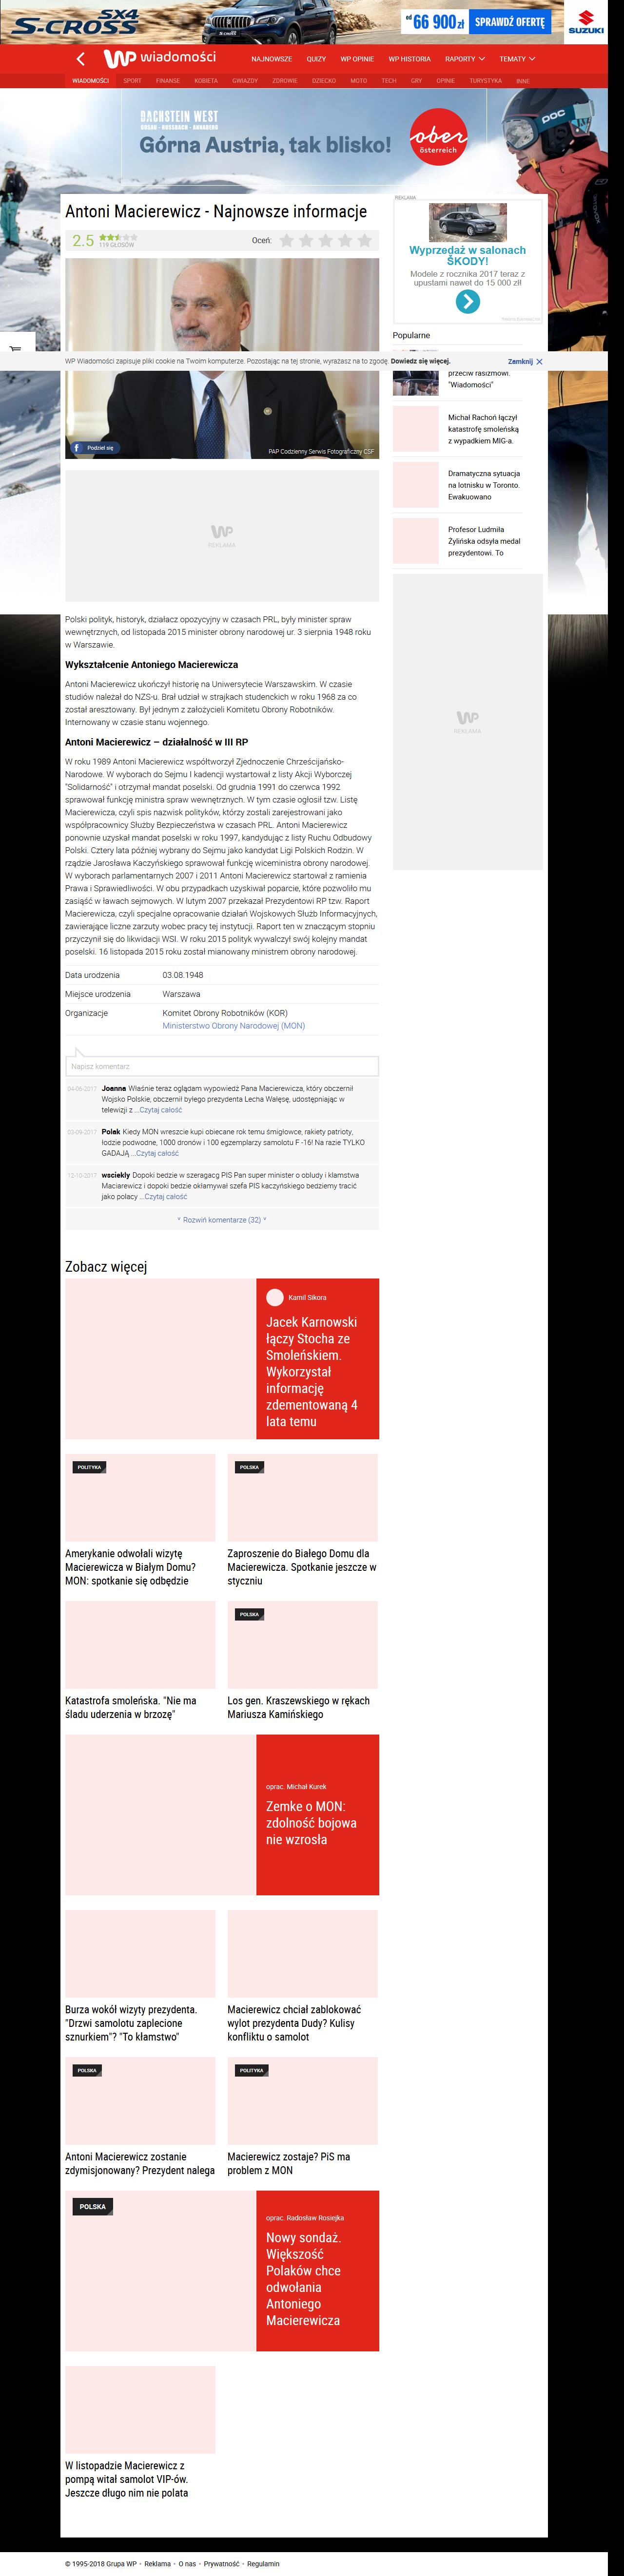 SX4
S-CROSS
od 66 900 zł
SPRAWDŹ OFERTĘ
SUZUKI
WP wiadomości
NAJNOWSZE QUIZY WP OPINIE WP HISTORIA RAPORTY TEMATY
WIADOMOŚCI SPORT FINANSE KOBIETA GWIAZDY ZDROWIE DZIECKO MOTO TECH GRY OPINIE TURYSTYKA INNE
DACHSTEIN WEST
Górna Austria, tak blisko!
ober
österreich
POC
Antoni Macierewicz - Najnowsze informacje
2.5
119 GŁOSÓW
Oceń:
REKLAMA
Wyprzedaż w salonach
ŠKODY!
Modele z rocznika 2017 teraz z
upustami nawet do 15 000 zł!
Popularne
WP Wiadomości zapisuje pliki cookie na Twoim komputerze. Pozostając na tej stronie, wyrażasz na to zgodę. Dowiedz się więcej.
Zamknij
przeciw rasizmowi.
"Wiadomości"
Michał Rachoń łączył
katastrofę smoleńską
z wypadkiem MIG-a.
Dramatyczna sytuacja
na lotnisku w Toronto.
Ewakuowano
Profesor Ludmiła
Żylińska odsyła medal
prezydentowi. To
Podziel się
PAP Codzienny Serwis Fotograficzny CSF
WP
REKLAMA
WP
REKLAMA
Polski polityk, historyk, działacz opozycyjny w czasach PRL, były minister spraw
wewnętrznych, od listopada 2015 minister obrony narodowej ur. 3 sierpnia 1948 roku
w Warszawie.
Wykształcenie Antoniego Macierewicza
Antoni Macierewicz ukończył historię na Uniwersytecie Warszawskim. W czasie
studiów należał do NZS-u. Brał udział w strajkach studenckich w roku 1968 za co
został aresztowany. Był jednym z założycieli Komitetu Obrony Robotników.
Internowany w czasie stanu wojennego.
Antoni Macierewicz – działalność w III RP
W roku 1989 Antoni Macierewicz współtworzył Zjednoczenie Chrześcijańsko-
Narodowe. W wyborach do Sejmu I kadencji wystartował z listy Akcji Wyborczej
"Solidarność" i otrzymał mandat poselski. Od grudnia 1991 do czerwca 1992
sprawował funkcję ministra spraw wewnętrznych. W tym czasie ogłosił tzw. Listę
Macierewicza, czyli spis nazwisk polityków, którzy zostali zarejestrowani jako
współpracownicy Służby Bezpieczeństwa w czasach PRL. Antoni Macierewicz
ponownie uzyskał mandat poselski w roku 1997, kandydując z listy Ruchu Odbudowy
Polski. Cztery lata później wybrany do Sejmu jako kandydat Ligi Polskich Rodzin. W
rządzie Jarosława Kaczyńskiego sprawował funkcję wiceministra obrony narodowej.
W wyborach parlamentarnych 2007 i 2011 Antoni Macierewicz startował z ramienia
Prawa i Sprawiedliwości. W obu przypadkach uzyskiwał poparcie, które pozwoliło mu
zasiąść w ławach sejmowych. W lutym 2007 przekazał Prezydentowi RP tzw. Raport
Macierewicza, czyli specjalne opracowanie działań Wojskowych Służb Informacyjnych,
zawierające liczne zarzuty wobec pracy tej instytucji. Raport ten w znaczącym stopniu
przyczynił się do likwidacji WSI. W roku 2015 polityk wywalczył swój kolejny mandat
poselski. 16 listopada 2015 roku został mianowany ministrem obrony narodowej.
Data urodzenia 03.08.1948
Miejsce urodzenia Warszawa
Organizacje Komitet Obrony Robotników (KOR)
Ministerstwo Obrony Narodowej (MON)
Napisz komentarz
04-06-2017 Joanna Właśnie teraz oglądam wypowiedź Pana Macierewicza, który obczernił
Wojsko Polskie, obczernił byłego prezydenta Lecha Wałęsę, udostępniając w
telewizji z ...Czytaj całość
03-09-2017 Polak Kiedy MON wreszcie kupi obiecane rok temu śmigłowce, rakiety patrioty,
łodzie podwodne, 1000 dronów i 100 egzemplarzy samolotu F -16! Na razie TYLKO
GADAJĄ ...Czytaj całość
12-10-2017 wsciekly Dopoki bedzie w szeragacg PIS Pan super minister o obludy i klamstwa
Maciarewicz i dopoki bedzie okłamywał szefa PIS kaczyńskiego bedziemy tracić
jako polacy ...Czytaj całość
Rozwiń komentarze (32)
Zobacz więcej
Kamil Sikora
Jacek Karnowski
łączy Stocha ze
Smoleńskiem.
Wykorzystał
informację
zdementowaną 4
lata temu
POLITYKA
POLSKA
Amerykanie odwołali wizytę
Macierewicza w Białym Domu?
MON: spotkanie się odbędzie
Zaproszenie do Białego Domu dla
Macierewicza. Spotkanie jeszcze w
styczniu
POLSKA
Katastrofa smoleńska. "Nie ma
śladu uderzenia w brzozę"
Los gen. Kraszewskiego w rękach
Mariusza Kamińskiego
oprac. Michał Kurek
Zemke o MON:
zdolność bojowa
nie wzrosła
Burza wokół wizyty prezydenta.
"Drzwi samolotu zaplecione
sznurkiem"? "To kłamstwo"
Macierewicz chciał zablokować
wylot prezydenta Dudy? Kulisy
konfliktu o samolot
POLSKA
POLITYKA
Antoni Macierewicz zostanie
zdymisjonowany? Prezydent nalega
Macierewicz zostaje? PiS ma
problem z MON
POLSKA
oprac. Radosław Rosiejka
Nowy sondaż.
Większość
Polaków chce
odwołania
Antoniego
Macierewicza
W listopadzie Macierewicz z
pompą witał samolot VIP-ów.
Jeszcze długo nim nie polata
© 1995-2018 Grupa WP • Reklama • O nas • Prywatność • Regulamin